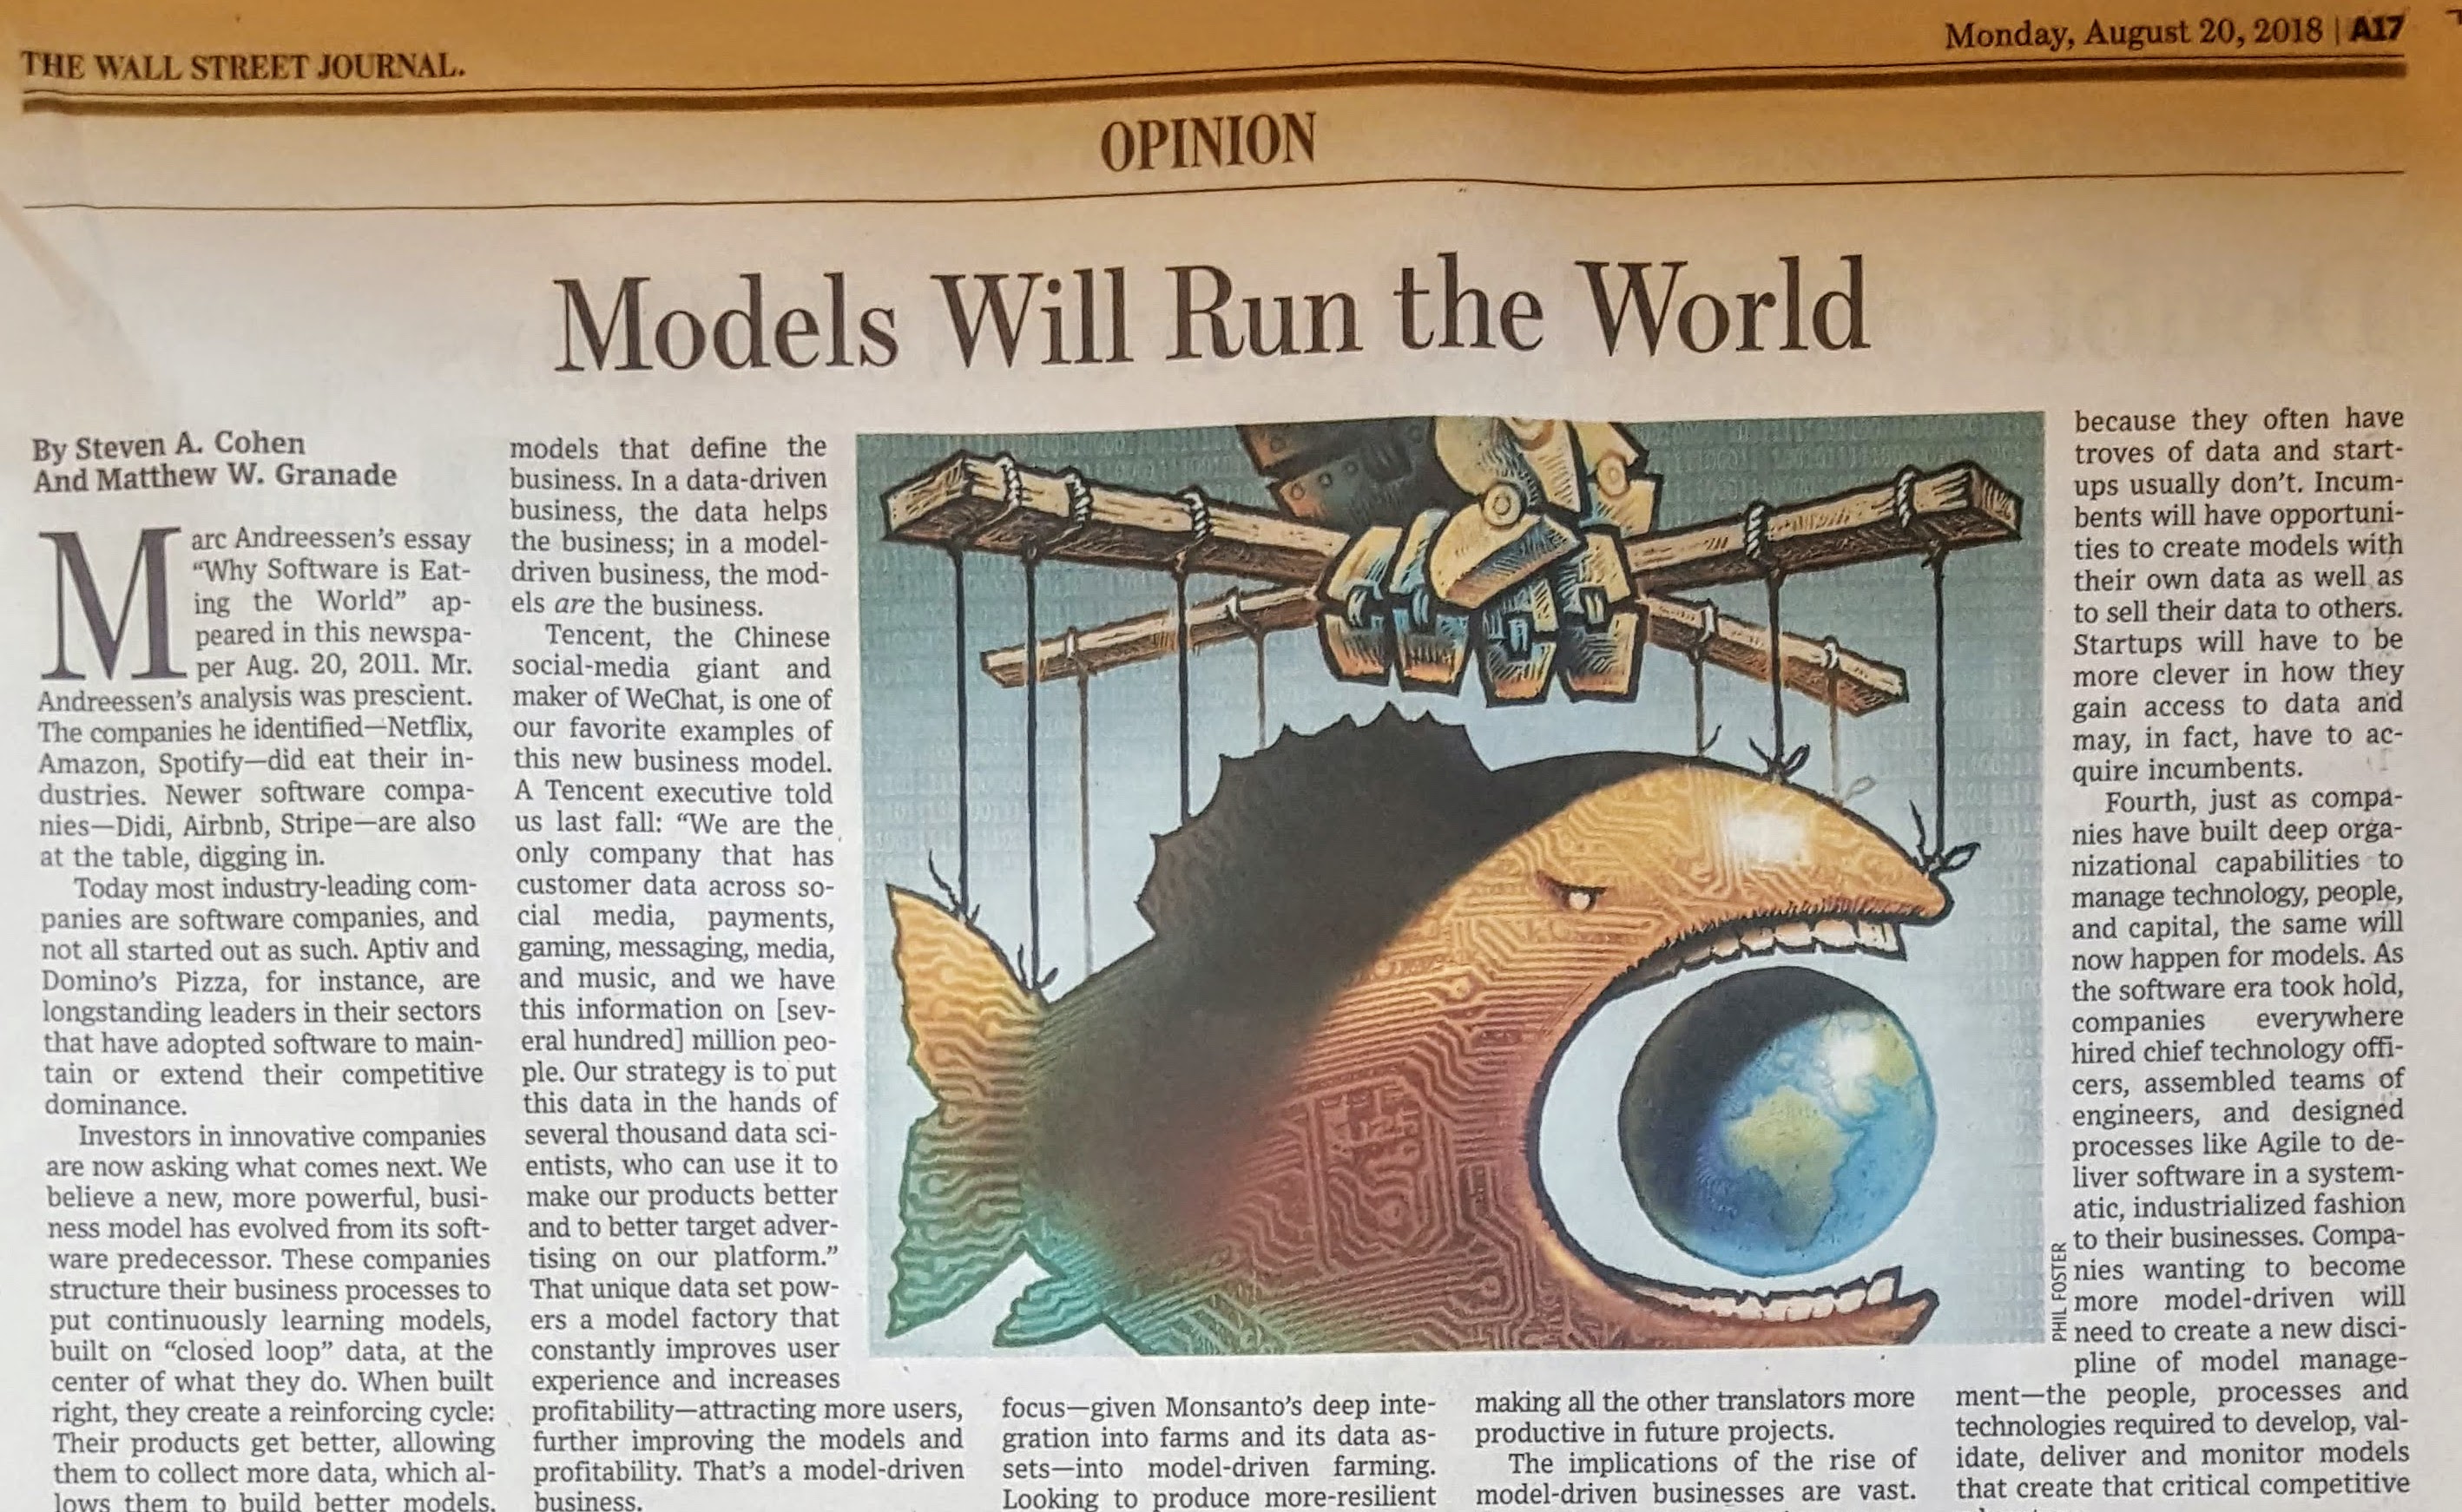 THE WALL STREET JOURNAL.
Monday, August 20, 2018 | A17
OPINION
Models Will Run the World
By Steven A. Cohen
And Matthew W. Granade
Marc Andreessen's essay
“Why Software is Eat-
ing the World” ap-
peared in this newspa-
per Aug. 20, 2011. Mr.
Andreessen's analysis was prescient.
The companies he identified—Netflix,
Amazon, Spotify—did eat their in-
dustries. Newer software compa-
nies—Didi, Airbnb, Stripe—are also
at the table, digging in.
Today most industry-leading com-
panies are software companies, and
not all started out as such. Aptiv and
Domino's Pizza, for instance, are
longstanding leaders in their sectors
that have adopted software to main-
tain or extend their competitive
dominance.
Investors in innovative companies
are now asking what comes next. We
believe a new, more powerful, busi-
ness model has evolved from its soft-
ware predecessor. These companies
structure their business processes to
put continuously learning models,
built on “closed loop” data, at the
center of what they do. When built
right, they create a reinforcing cycle:
Their products get better, allowing
them to collect more data, which al-
lows them to build better models,
models that define the
business. In a data-driven
business, the data helps
the business; in a model-
driven business, the mod-
els are the business.
Tencent, the Chinese
social-media giant and
maker of WeChat, is one of
our favorite examples of
this new business model.
A Tencent executive told
us last fall: “We are the
only company that has
customer data across so-
cial media, payments,
gaming, messaging, media,
and music, and we have
this information on [sev-
eral hundred] million peo-
ple. Our strategy is to put
this data in the hands of
several thousand data sci-
entists, who can use it to
make our products better
and to better target adver-
tising on our platform.”
That unique data set pow-
ers a model factory that
constantly improves user
experience and increases
profitability—attracting more users,
further improving the models and
profitability. That's a model-driven
business.
focus—given Monsanto's deep inte-
gration into farms and its data as-
sets—into model-driven farming.
Looking to produce more-resilient
making all the other translators more
productive in future projects.
The implications of the rise of
model-driven businesses are vast.
PHIL FOSTER
because they often have
troves of data and start-
ups usually don't. Incum-
bents will have opportuni-
ties to create models with
their own data as well as
to sell their data to others.
Startups will have to be
more clever in how they
gain access to data and
may, in fact, have to ac-
quire incumbents.
Fourth, just as compa-
nies have built deep orga-
nizational capabilities to
manage technology, people,
and capital, the same will
now happen for models. As
the software era took hold,
companies everywhere
hired chief technology offi-
cers, assembled teams of
engineers, and designed
processes like Agile to de-
liver software in a system-
atic, industrialized fashion
to their businesses. Compa-
nies wanting to become
more model-driven will
need to create a new disci-
pline of model manage-
ment—the people, processes and
technologies required to develop, val-
idate, deliver and monitor models
that create that critical competitive